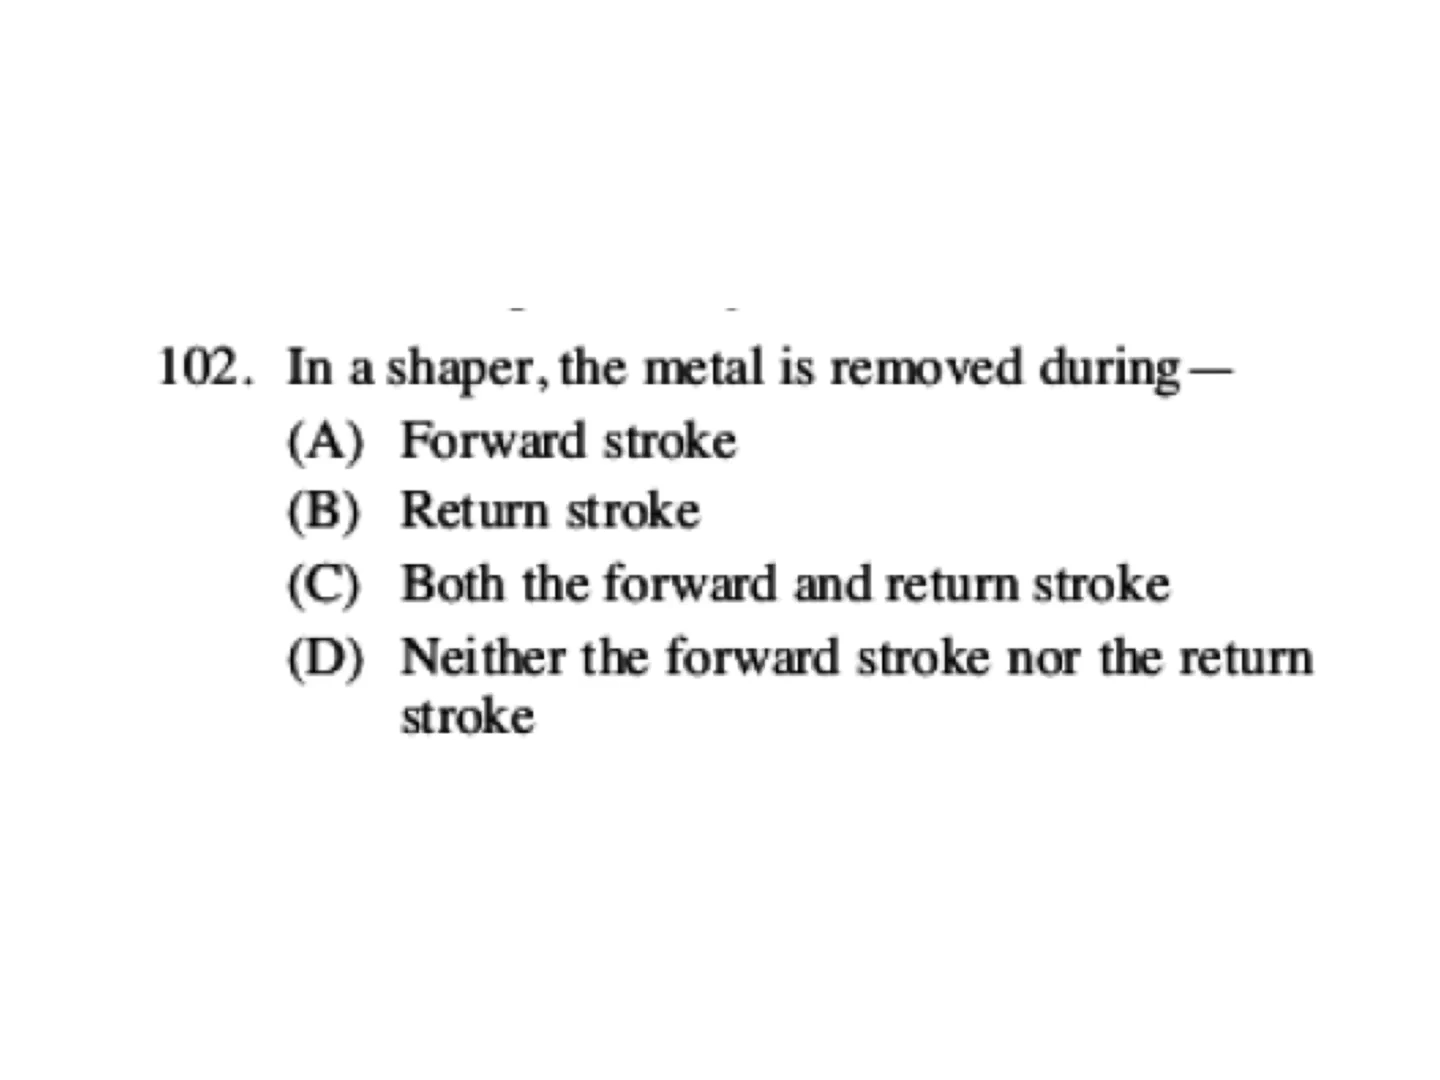 102. In a shaper, the metal is removed during—
(A) Forward stroke
(B) Return stroke
(C) Both the forward and return stroke
(D) Neither the forward stroke nor the return
stroke